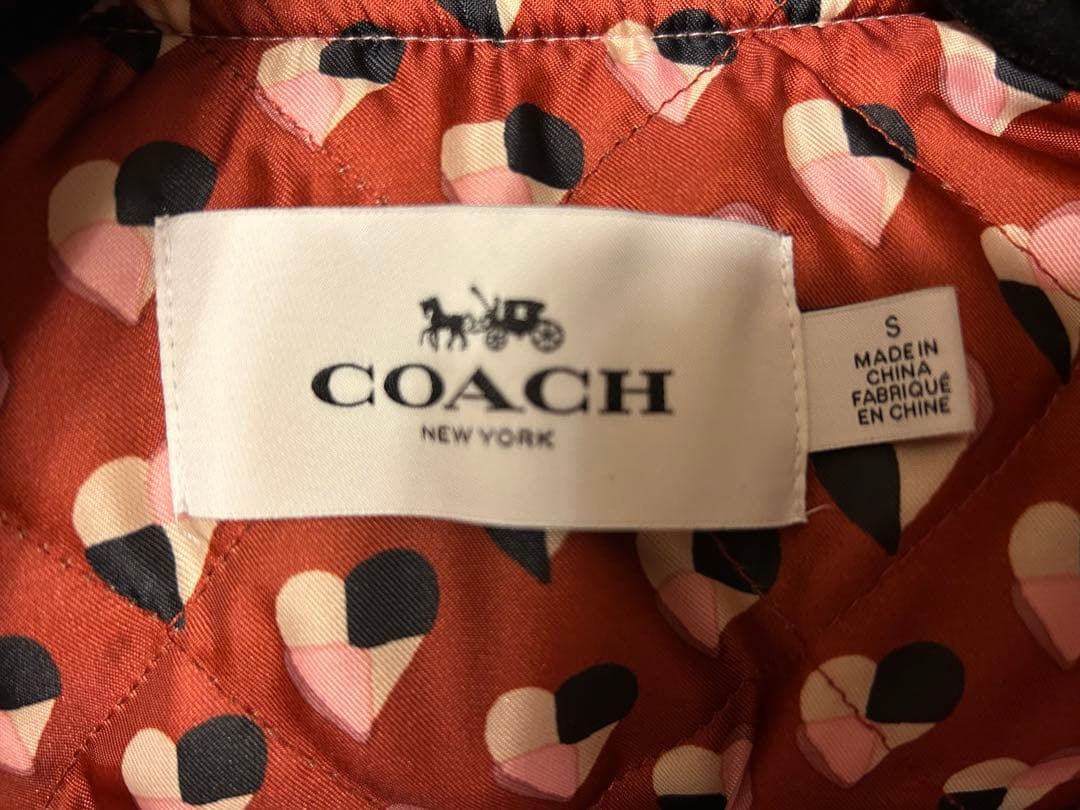 COACH
NEW YORK
S
MADE IN
CHINA
FABRIQUÉ
EN CHINE